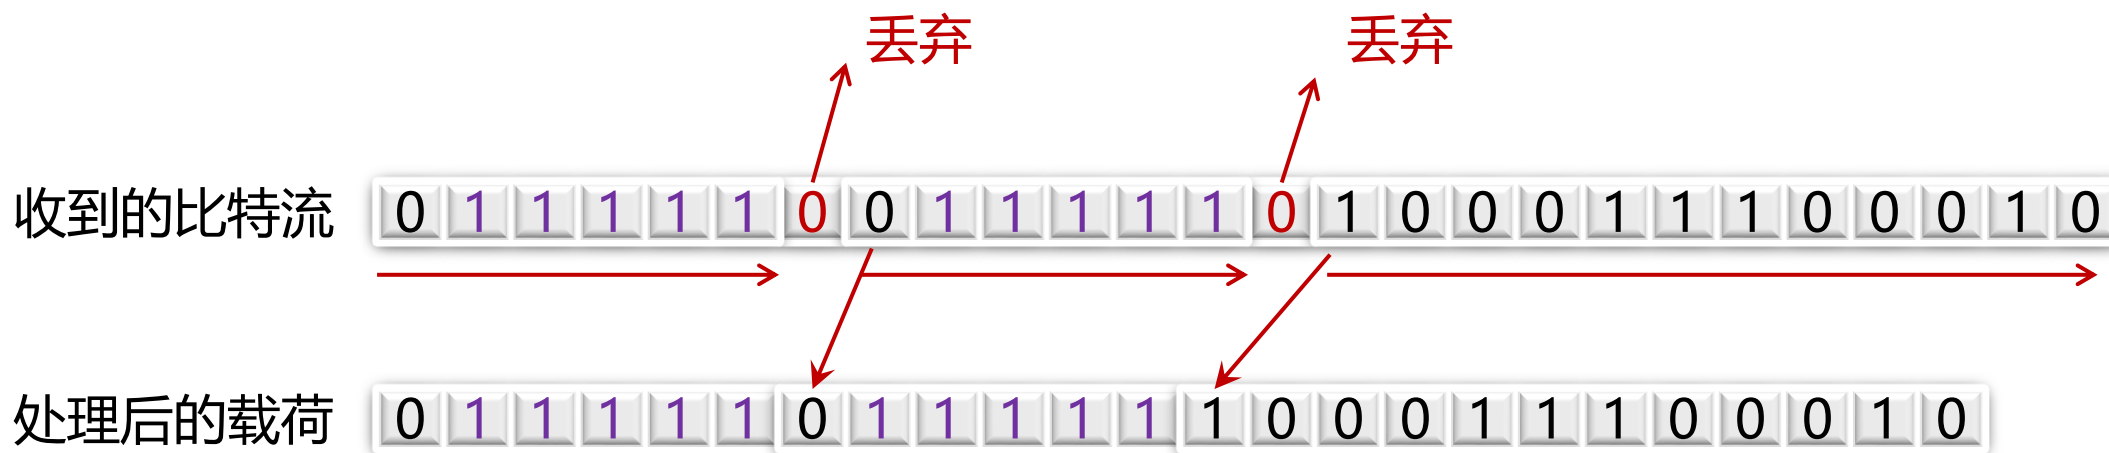 丢弃 丢弃
收到的比特流 0 1 1 1 1 1 0 0 1 1 1 1 1 0 1 0 0 0 1 1 1 0 0 0 1 0
处理后的载荷 0 1 1 1 1 1 0 1 1 1 1 1 1 0 0 0 1 1 1 0 0 0 1 0